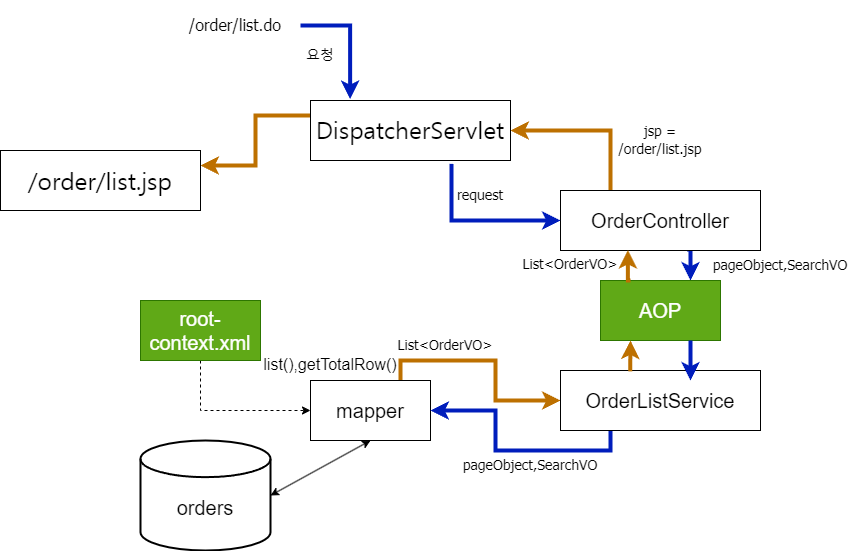 /order/list.do
요청
DispatcherServlet
jsp =
/order/list.jsp
/order/list.jsp
request
OrderController
List<OrderVO>
pageObject,SearchVO
AOP
root-
context.xml
List<OrderVO>
list(),getTotalRow()
mapper
OrderListService
pageObject,SearchVO
orders